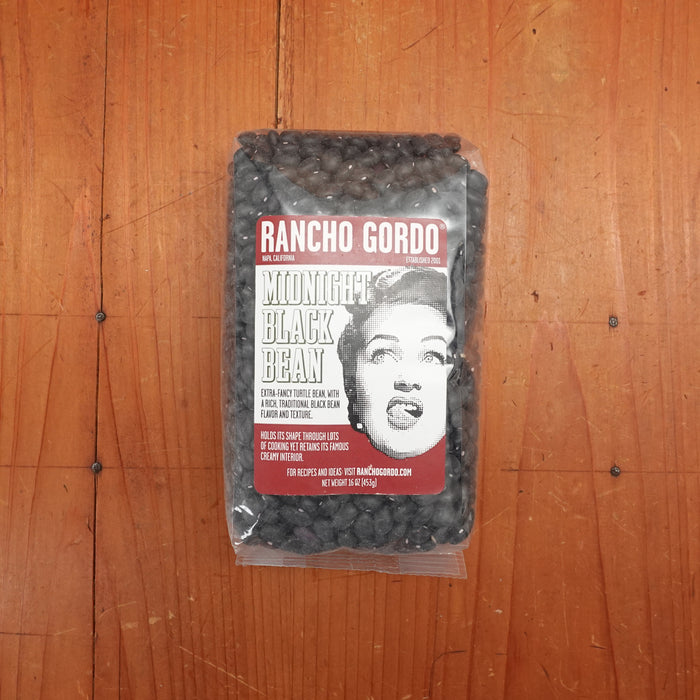 RANCHO GORDO®
NAPA, CALIFORNIA ESTABLISHED 2001
MIDNIGHT
BLACK
BEAN
EXTRA-FANCY TURTLE BEAN, WITH
A RICH, TRADITIONAL BLACK BEAN
FLAVOR AND TEXTURE.
HOLDS ITS SHAPE THROUGH LOTS
OF COOKING YET RETAINS ITS FAMOUS
CREAMY INTERIOR.
FOR RECIPES AND IDEAS: VISIT RANCHOGORDO.COM
NET WEIGHT 16 OZ (453g)